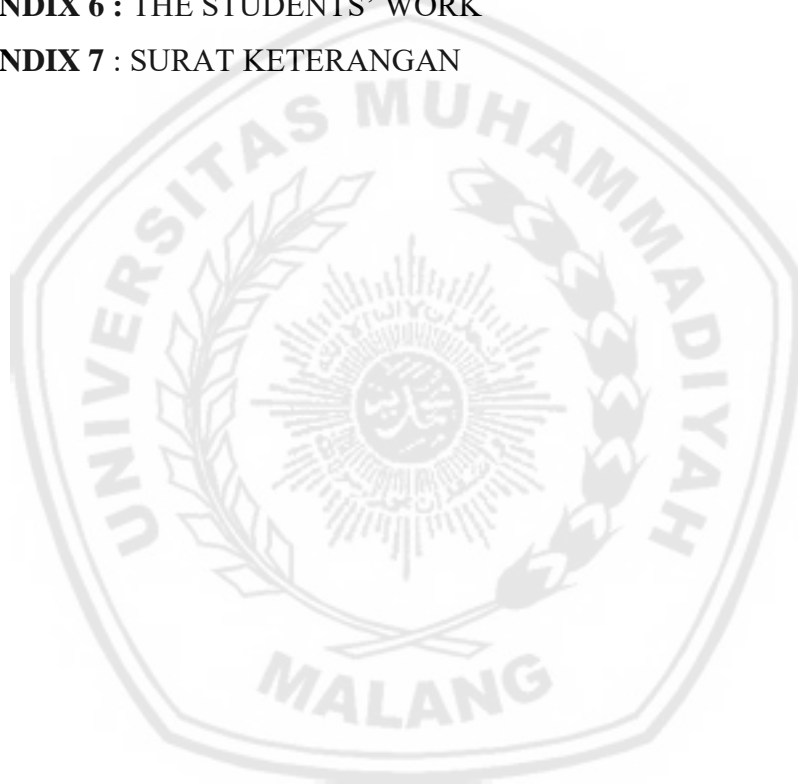 NDIX 6 : THE STUDENTS’ WORK
NDIX 7 : SURAT KETERANGAN
UNIVERSITAS MUHAMMADIYAH
MALANG